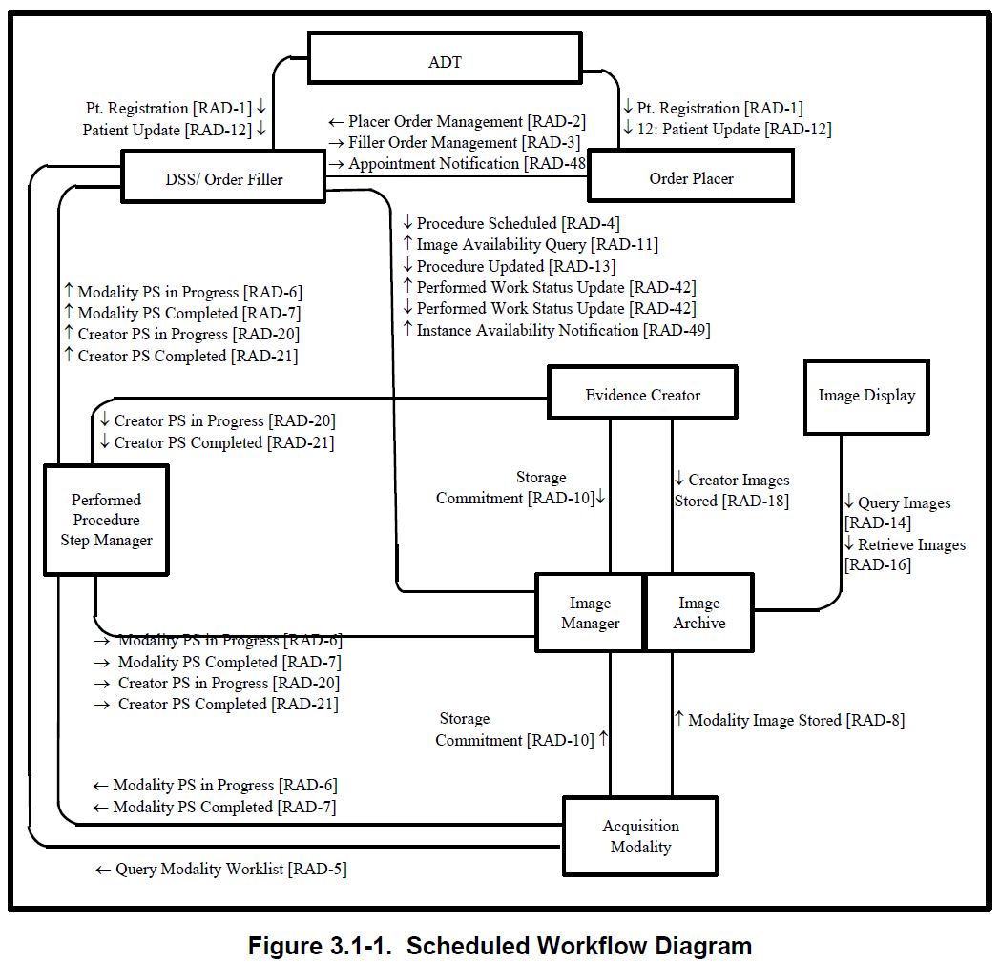 ADT
Pt. Registration [RAD-1] ↓
Patient Update [RAD-12] ↓
↓ Pt. Registration [RAD-1]
↓ 12: Patient Update [RAD-12]
← Placer Order Management [RAD-2]
→ Filler Order Management [RAD-3]
→ Appointment Notification [RAD-48
DSS/ Order Filler
Order Placer
↓ Procedure Scheduled [RAD-4]
↑ Image Availability Query [RAD-11]
↓ Procedure Updated [RAD-13]
↑ Performed Work Status Update [RAD-42]
↓ Performed Work Status Update [RAD-42]
↑ Instance Availability Notification [RAD-49]
↑ Modality PS in Progress [RAD-6]
↑ Modality PS Completed [RAD-7]
↑ Creator PS in Progress [RAD-20]
↑ Creator PS Completed [RAD-21]
Evidence Creator
Image Display
↓ Creator PS in Progress [RAD-20]
↓ Creator PS Completed [RAD-21]
Storage
Commitment [RAD-10]↓
↓ Creator Images
Stored [RAD-18]
↓ Query Images
[RAD-14]
↓ Retrieve Images
[RAD-16]
Performed
Procedure
Step Manager
Image
Manager
Image
Archive
→ Modality PS in Progress [RAD-6]
→ Modality PS Completed [RAD-7]
→ Creator PS in Progress [RAD-20]
→ Creator PS Completed [RAD-21]
Storage
Commitment [RAD-10] ↑
↑ Modality Image Stored [RAD-8]
← Modality PS in Progress [RAD-6]
← Modality PS Completed [RAD-7]
Acquisition
Modality
← Query Modality Worklist [RAD-5]
Figure 3.1-1. Scheduled Workflow Diagram